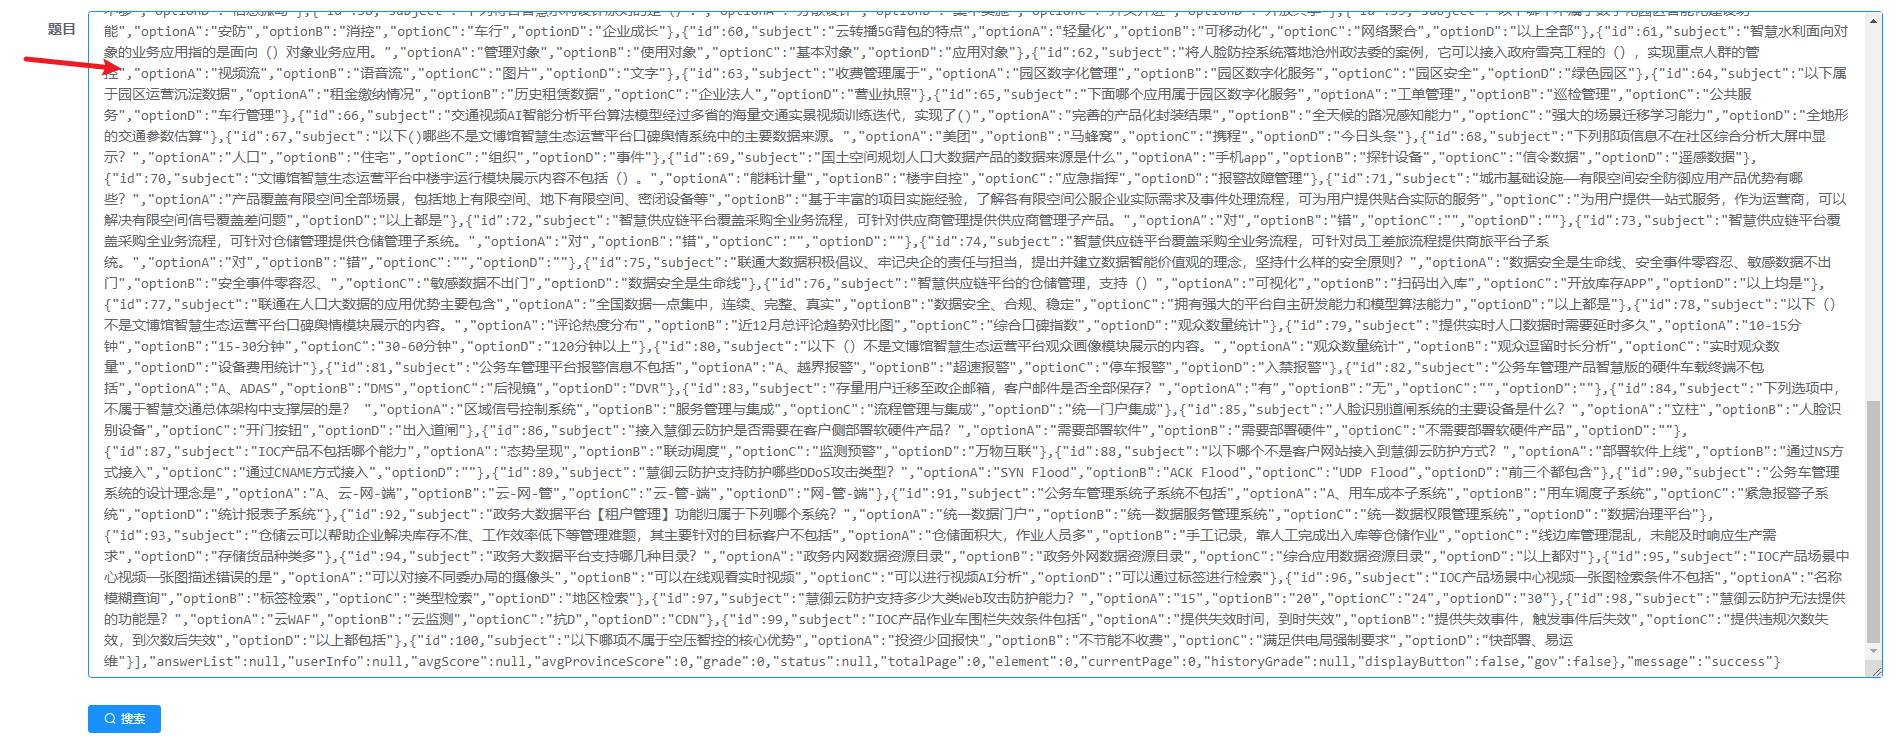 题目
能","optionA":"安防","optionB":"消控","optionC":"车行","optionD":"企业成长"},{"id":60,"subject":"云转播5G背包的特点","optionA":"轻量化","optionB":"可移动化","optionC":"网络聚合","optionD":"以上全部"},{"id":61,"subject":"智慧水利面向对
象的业务应用指的是面向（）对象业务应用。","optionA":"管理对象","optionB":"使用对象","optionC":"基本对象","optionD":"应用对象"},{"id":62,"subject":"将人脸防控系统落地沧州政法委的案例，它可以接入政府雪亮工程的（），实现重点人群的管
控","optionA":"视频流","optionB":"语音流","optionC":"图片","optionD":"文字"},{"id":63,"subject":"收费管理属于","optionA":"园区数字化管理","optionB":"园区数字化服务","optionC":"园区安全","optionD":"绿色园区"},{"id":64,"subject":"以下属
于园区运营沉淀数据","optionA":"租金缴纳情况","optionB":"历史租赁数据","optionC":"企业法人","optionD":"营业执照"},{"id":65,"subject":"下面哪个应用属于园区数字化服务","optionA":"工单管理","optionB":"巡检管理","optionC":"公共服
务","optionD":"车行管理"},{"id":66,"subject":"交通视频AI智能分析平台算法模型经过多省的海量交通实景视频训练迭代，实现了()","optionA":"完善的产品化封装结果","optionB":"全天候的路况感知能力","optionC":"强大的场景迁移学习能力","optionD":"全地形
的交通参数估算"},{"id":67,"subject":"以下()哪些不是文博馆智慧生态运营平台口碑舆情系统中的主要数据来源。","optionA":"美团","optionB":"马蜂窝","optionC":"携程","optionD":"今日头条"},{"id":68,"subject":"下列那项信息不在社区综合分析大屏中显
示？","optionA":"人口","optionB":"住宅","optionC":"组织","optionD":"事件"},{"id":69,"subject":"国土空间规划人口大数据产品的数据来源是什么","optionA":"手机app","optionB":"探针设备","optionC":"信令数据","optionD":"遥感数据"},
{"id":70,"subject":"文博馆智慧生态运营平台中楼宇运行模块展示内容不包括（）。","optionA":"能耗计量","optionB":"楼宇自控","optionC":"应急指挥","optionD":"报警故障管理"},{"id":71,"subject":"城市基础设施——有限空间安全防御应用产品优势有哪
些？","optionA":"产品覆盖有限空间全部场景，包括地上有限空间、地下有限空间、密闭设备等","optionB":"基于丰富的项目实施经验，了解各有限空间公服企业实际需求及事件处理流程，可为用户提供贴合实际的服务","optionC":"为用户提供一站式服务，作为运营商，可以
解决有限空间信号覆盖差问题","optionD":"以上都是"},{"id":72,"subject":"智慧供应链平台覆盖采购全业务流程，可针对供应商管理提供供应商管理子产品。","optionA":"对","optionB":"错","optionC":"","optionD":""},{"id":73,"subject":"智慧供应链平台覆
盖采购全业务流程，可针对仓储管理提供仓储管理子系统。","optionA":"对","optionB":"错","optionC":"","optionD":""},{"id":74,"subject":"智慧供应链平台覆盖采购全业务流程，可针对员工差旅流程提供商旅平台子系
统。","optionA":"对","optionB":"错","optionC":"","optionD":""},{"id":75,"subject":"联通大数据积极倡议、牢记央企的责任与担当，提出并建立数据智能价值观的理念，坚持什么样的安全原则？","optionA":"数据安全是生命线、安全事件零容忍、敏感数据不出
门","optionB":"安全事件零容忍、","optionC":"敏感数据不出门","optionD":"数据安全是生命线"},{"id":76,"subject":"智慧供应链平台的仓储管理，支持（）","optionA":"可视化","optionB":"扫码出入库","optionC":"开放库存APP","optionD":"以上均是"},
{"id":77,"subject":"联通在人口大数据的应用优势主要包含","optionA":"全国数据一点集中，连续、完整、真实","optionB":"数据安全、合规、稳定","optionC":"拥有强大的平台自主研发能力和模型算法能力","optionD":"以上都是"},{"id":78,"subject":"以下（）
不是文博馆智慧生态运营平台口碑舆情模块展示的内容。","optionA":"评论热度分布","optionB":"近12月总评论趋势对比图","optionC":"综合口碑指数","optionD":"观众数量统计"},{"id":79,"subject":"提供实时人口数据时需要延时多久","optionA":"10-15分
钟","optionB":"15-30分钟","optionC":"30-60分钟","optionD":"120分钟以上"},{"id":80,"subject":"以下（）不是文博馆智慧生态运营平台观众画像模块展示的内容。","optionA":"观众数量统计","optionB":"观众逗留时长分析","optionC":"实时观众数
量","optionD":"设备费用统计"},{"id":81,"subject":"公务车管理平台报警信息不包括","optionA":"A、越界报警","optionB":"超速报警","optionC":"停车报警","optionD":"入禁报警"},{"id":82,"subject":"公务车管理产品智慧版的硬件车载终端不包
括","optionA":"A、ADAS","optionB":"DMS","optionC":"后视镜","optionD":"DVR"},{"id":83,"subject":"存量用户迁移至政企邮箱，客户邮件是否全部保存？","optionA":"有","optionB":"无","optionC":"","optionD":""},{"id":84,"subject":"下列选项中，
不属于智慧交通总体架构中支撑层的是？ ","optionA":"区域信号控制系统","optionB":"服务管理与集成","optionC":"流程管理与集成","optionD":"统一门户集成"},{"id":85,"subject":"人脸识别道闸系统的主要设备是什么？","optionA":"立柱","optionB":"人脸识
别设备","optionC":"开门按钮","optionD":"出入道闸"},{"id":86,"subject":"接入慧御云防护是否需要在客户侧部署软硬件产品？","optionA":"需要部署软件","optionB":"需要部署硬件","optionC":"不需要部署软硬件产品","optionD":""},
{"id":87,"subject":"IOC产品不包括哪个能力","optionA":"态势呈现","optionB":"联动调度","optionC":"监测预警","optionD":"万物互联"},{"id":88,"subject":"以下哪个不是客户网站接入到慧御云防护方式？","optionA":"部署软件上线","optionB":"通过NS方
式接入","optionC":"通过CNAME方式接入","optionD":""},{"id":89,"subject":"慧御云防护支持防护哪些DDoS攻击类型？","optionA":"SYN Flood","optionB":"ACK Flood","optionC":"UDP Flood","optionD":"前三个都包含"},{"id":90,"subject":"公务车管理
系统的设计理念是","optionA":"A、云-网-端","optionB":"云-网-管","optionC":"云-管-端","optionD":"网-管-端"},{"id":91,"subject":"公务车管理系统子系统不包括","optionA":"A、用车成本子系统","optionB":"用车调度子系统","optionC":"紧急报警子系
统","optionD":"统计报表子系统"},{"id":92,"subject":"政务大数据平台【租户管理】功能归属于下列哪个系统？","optionA":"统一数据门户","optionB":"统一数据服务管理系统","optionC":"统一数据权限管理系统","optionD":"数据治理平台"},
{"id":93,"subject":"仓储云可以帮助企业解决库存不准、工作效率低下等管理难题，其主要针对的目标客户不包括","optionA":"仓储面积大，作业人员多","optionB":"手工记录，靠人工完成出入库等仓储作业","optionC":"线边库管理混乱，未能及时响应生产需
求","optionD":"存储货品种类多"},{"id":94,"subject":"政务大数据平台支持哪几种目录？","optionA":"政务内网数据资源目录","optionB":"政务外网数据资源目录","optionC":"综合应用数据资源目录","optionD":"以上都对"},{"id":95,"subject":"IOC产品场景中
心视频一张图描述错误的是","optionA":"可以对接不同委办局的摄像头","optionB":"可以在线观看实时视频","optionC":"可以进行视频AI分析","optionD":"可以通过标签进行检索"},{"id":96,"subject":"IOC产品场景中心视频一张图检索条件不包括","optionA":"名称
模糊查询","optionB":"标签检索","optionC":"类型检索","optionD":"地区检索"},{"id":97,"subject":"慧御云防护支持多少大类Web攻击防护能力？","optionA":"15","optionB":"20","optionC":"24","optionD":"30"},{"id":98,"subject":"慧御云防护无法提供
的功能是？","optionA":"云WAF","optionB":"云监测","optionC":"抗D","optionD":"CDN"},{"id":99,"subject":"IOC产品作业车围栏失效条件包括","optionA":"提供失效时间，到时失效","optionB":"提供失效事件，触发事件后失效","optionC":"提供违规次数失
效，到次数后失效","optionD":"以上都包括"},{"id":100,"subject":"以下哪项不属于空压智控的核心优势","optionA":"投资少回报快","optionB":"不节能不收费","optionC":"满足供电局强制要求","optionD":"快部署、易运
维"}],"answerList":null,"userInfo":null,"avgScore":null,"avgProvinceScore":0,"grade":0,"status":null,"totalPage":0,"element":0,"currentPage":0,"historyGrade":null,"displayButton":false,"gov":false},"message":"success"}
搜索